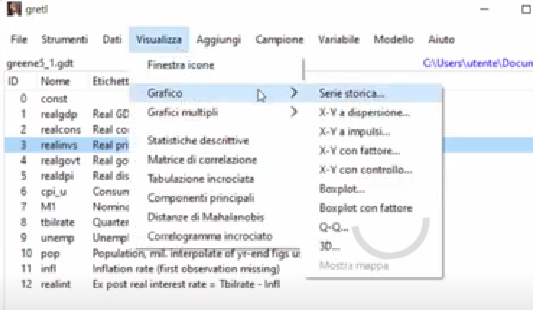 gretl
File Strumenti Dati Visualizza Aggiungi Campione Variabile Modello Aiuto
greene5_1.gdt C:\Users\utente\Docum
ID Nome Etichett
Finestra icone
Grafico
Grafici multipli
Statistiche descrittive
Matrice di correlazione
Tabulazione incrociata
Componenti principali
Distanze di Mahalanobis
Correlogramma incrociato
Serie storica...
X-Y a dispersione...
X-Y a impulsi...
X-Y con fattore...
X-Y con controllo...
Boxplot...
Boxplot con fattore
Q-Q...
3D...
Mostra mappa
0 const
1 realgdp Real GD
2 realcons Real co
3 realinvs Real pri
4 realgovt Real go
5 realdpi Real dis
6 cpi_u Consum
7 M1 Nomina
8 tbilrate Quarter
9 unemp Unempl
10 pop Population, mil. interpolate of yr-end figs u
11 infl Inflation rate (first observation missing)
12 realint Ex post real interest rate = Tbilrate - Infl